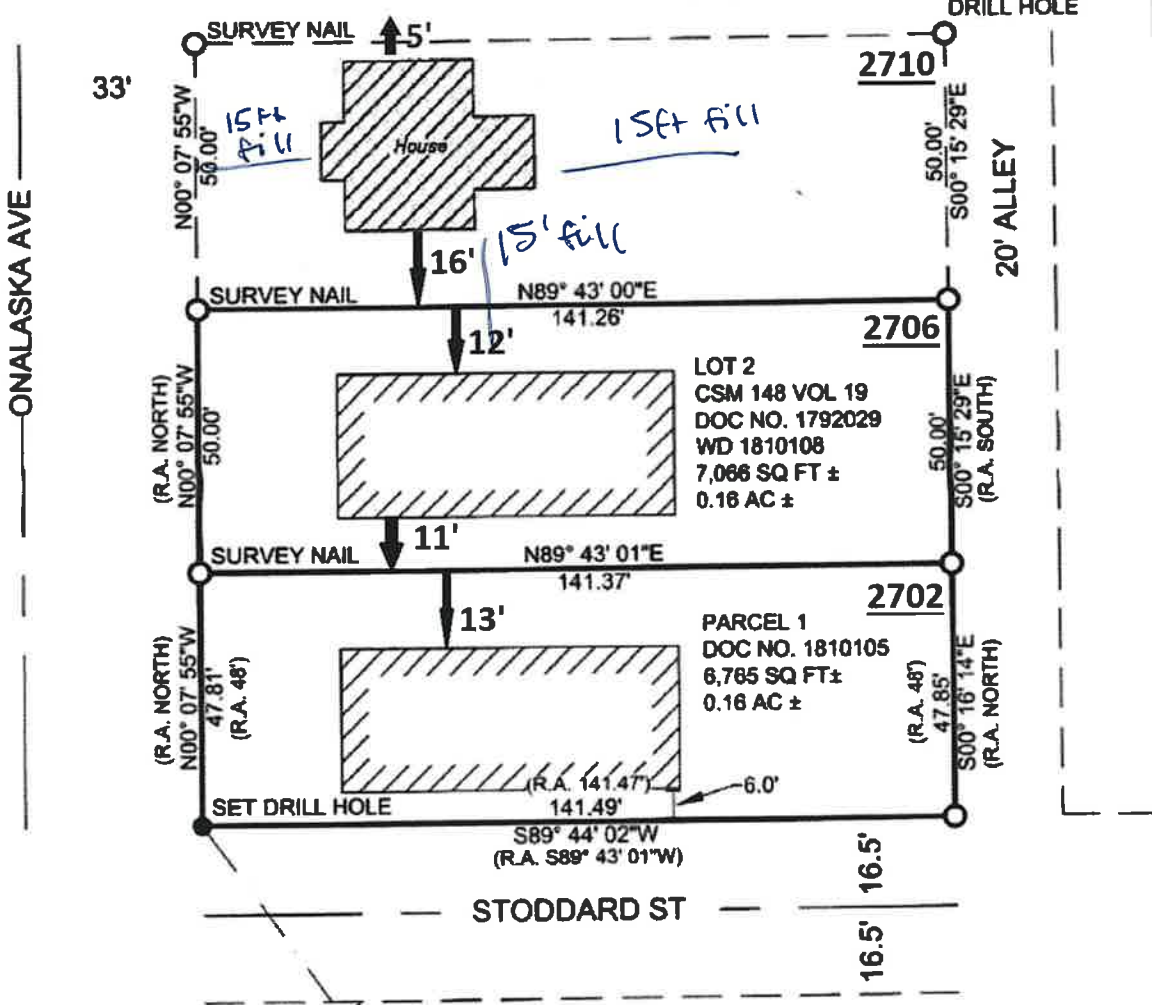 DRILL HOLE
SURVEY NAIL
5'
2710
33'
N00° 07' 55"W
50.00'
15ft
fill
House
15ft fill
50.00'
S00° 15' 29"E
20' ALLEY
ONALASKA AVE
16'
15' fill
SURVEY NAIL
N89° 43' 00"E
141.26'
2706
12'
LOT 2
CSM 148 VOL 19
DOC NO. 1792029
WD 1810108
7,066 SQ FT ±
0.16 AC ±
(R.A. NORTH)
N00° 07' 55"W
50.00'
50.00'
S00° 15' 29"E
(R.A. SOUTH)
11'
SURVEY NAIL
N89° 43' 01"E
141.37'
2702
13'
PARCEL 1
DOC NO. 1810105
6,765 SQ FT±
0.16 AC ±
(R.A. NORTH)
N00° 07' 55"W
47.81'
(R.A. 48')
(R.A. 48')
47.85'
S00° 16' 14"E
(R.A. NORTH)
(R.A. 141.47')
6.0'
SET DRILL HOLE
141.49'
S89° 44' 02"W
(R.A. S89° 43' 01"W)
16.5'
STODDARD ST
16.5'